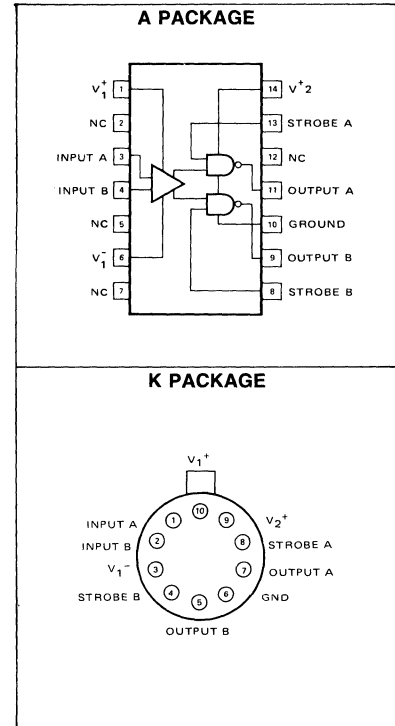 A PACKAGE
V1+ 1
NC 2
INPUT A 3
INPUT B 4
NC 5
V1- 6
NC 7
14 V+2
13 STROBE A
12 NC
11 OUTPUT A
10 GROUND
9 OUTPUT B
8 STROBE B
K PACKAGE
V1+
10
INPUT A 1
9 V2+
INPUT B 2
8 STROBE A
V1- 3
7 OUTPUT A
STROBE B 4
6 GND
5
OUTPUT B